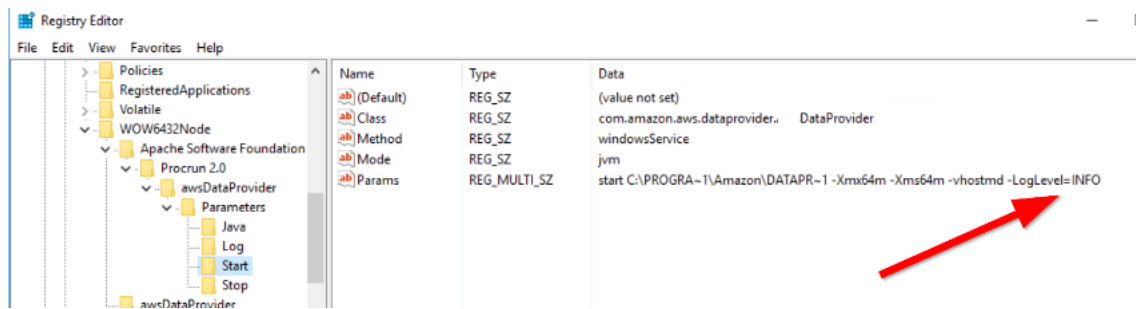 Registry Editor
File Edit View Favorites Help
Policies
RegisteredApplications
Volatile
WOW6432Node
Apache Software Foundation
Procrun 2.0
awsDataProvider
Parameters
Java
Log
Start
Stop
awsDataProvider
Name Type Data
(Default) REG_SZ (value not set)
Class REG_SZ com.amazon.aws.dataprovider. DataProvider
Method REG_SZ windowsService
Mode REG_SZ jvm
Params REG_MULTI_SZ start C:\PROGRA~1\Amazon\DATAPR~1 -Xmx64m -Xms64m -vhostmd -LogLevel=INFO